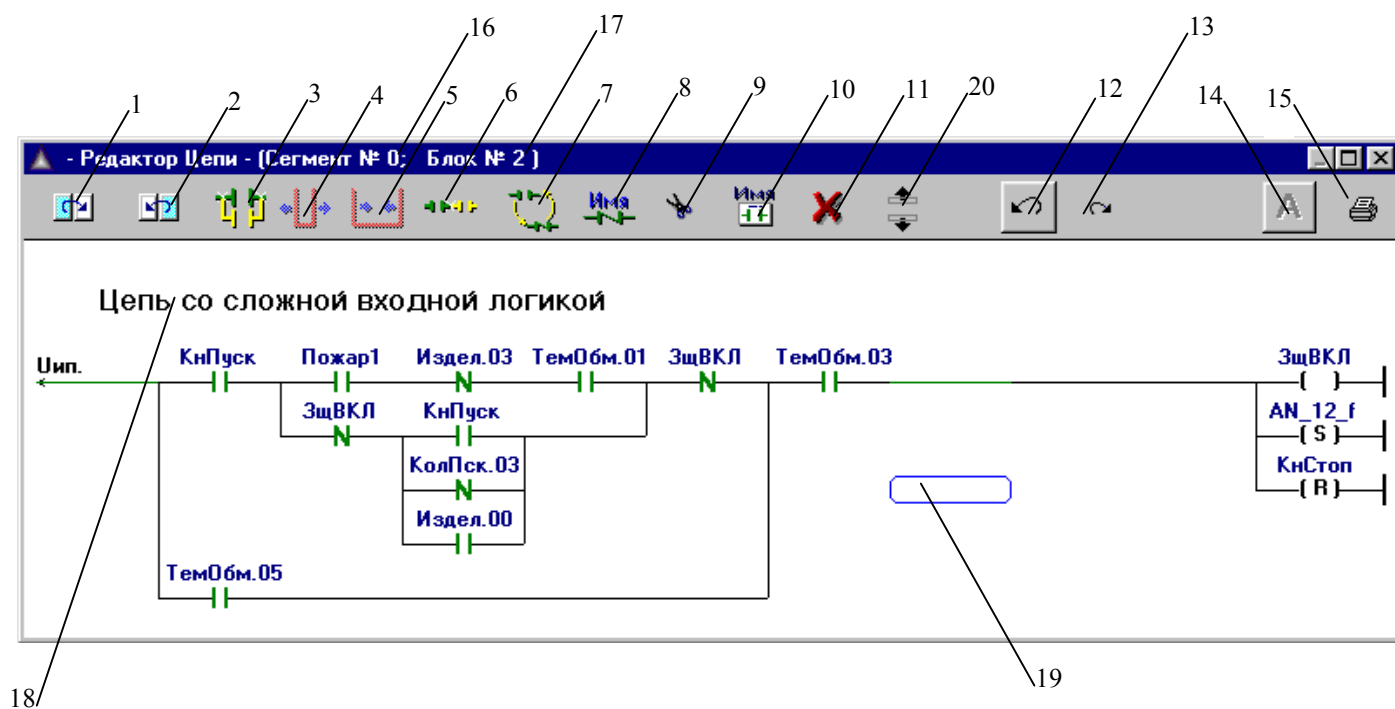 16 17 13
1 2 3 4 5 6 7 8 9 10 11 20 12 14 15
- Редактор Цепи - (Сегмент № 0; Блок № 2 )
Имя Имя A
Цепь со сложной входной логикой
Uип. КнПуск Пожар1 Издел.03 ТемОбм.01 ЗщВКЛ ТемОбм.03 ЗщВКЛ
N N ( )
ЗщВКЛ КнПуск AN_12_f
N ( S )
КолПск.03 КнСтоп
N ( R )
Издел.00
ТемОбм.05
19
18